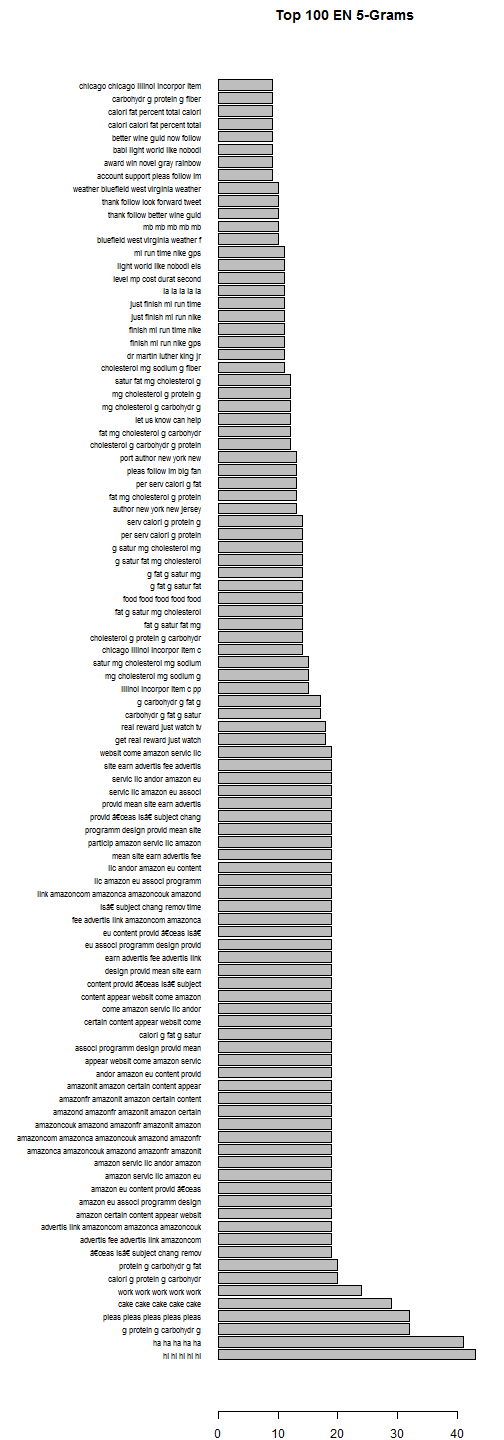 Top 100 EN 5-Grams
chicago chicago illinoi incorpor item
carbohydr g protein g fiber
calori fat percent total calori
calori calori fat percent total
better wine guid now follow
babi light world like nobodi
award win novel gray rainbow
account support pleas follow im
weather bluefield west virginia weather
thank follow look forward tweet
thank follow better wine guid
mb mb mb mb mb
bluefield west virginia weather f
mi run time nike gps
light world like nobodi els
level mp cost durat second
la la la la la
just finish mi run time
just finish mi run nike
finish mi run time nike
finish mi run nike gps
dr martin luther king jr
cholesterol mg sodium g fiber
satur fat mg cholesterol g
mg cholesterol g protein g
mg cholesterol g carbohydr g
let us know can help
fat mg cholesterol g carbohydr
cholesterol g carbohydr g protein
port author new york new
pleas follow im big fan
per serv calori g fat
fat mg cholesterol g protein
author new york new jersey
serv calori g protein g
per serv calori g protein
g satur mg cholesterol mg
g satur fat mg cholesterol
g fat g satur mg
g fat g satur fat
food food food food food
fat g satur mg cholesterol
fat g satur fat mg
cholesterol g protein g carbohydr
chicago illinoi incorpor item c
satur mg cholesterol mg sodium
mg cholesterol mg sodium g
illinoi incorpor item c pp
g carbohydr g fat g
carbohydr g fat g satur
real reward just watch tv
get real reward just watch
websit come amazon servic llc
site earn advertis fee advertis
servic llc andor amazon eu
servic llc amazon eu associ
provid mean site earn advertis
provid â€œeas isâ€ subject chang
programm design provid mean site
particip amazon servic llc amazon
mean site earn advertis fee
llc andor amazon eu content
llc amazon eu associ programm
link amazoncom amazonca amazoncouk amazond
isâ€ subject chang remov time
fee advertis link amazoncom amazonca
eu content provid â€œeas isâ€
eu associ programm design provid
earn advertis fee advertis link
design provid mean site earn
content provid â€œeas isâ€ subject
content appear websit come amazon
come amazon servic llc andor
certain content appear websit come
calori g fat g satur
associ programm design provid mean
appear websit come amazon servic
andor amazon eu content provid
amazonit amazon certain content appear
amazonfr amazonit amazon certain content
amazond amazonfr amazonit amazon certain
amazoncouk amazond amazonfr amazonit amazon
amazoncom amazonca amazoncouk amazond amazonfr
amazonca amazoncouk amazond amazonfr amazonit
amazon servic llc andor amazon
amazon servic llc amazon eu
amazon eu content provid â€œeas
amazon eu associ programm design
amazon certain content appear websit
advertis link amazoncom amazonca amazoncouk
advertis fee advertis link amazoncom
â€œeas isâ€ subject chang remov
protein g carbohydr g fat
calori g protein g carbohydr
work work work work work
cake cake cake cake cake
pleas pleas pleas pleas pleas
g protein g carbohydr g
ha ha ha ha ha
hi hi hi hi hi
0 10 20 30 40